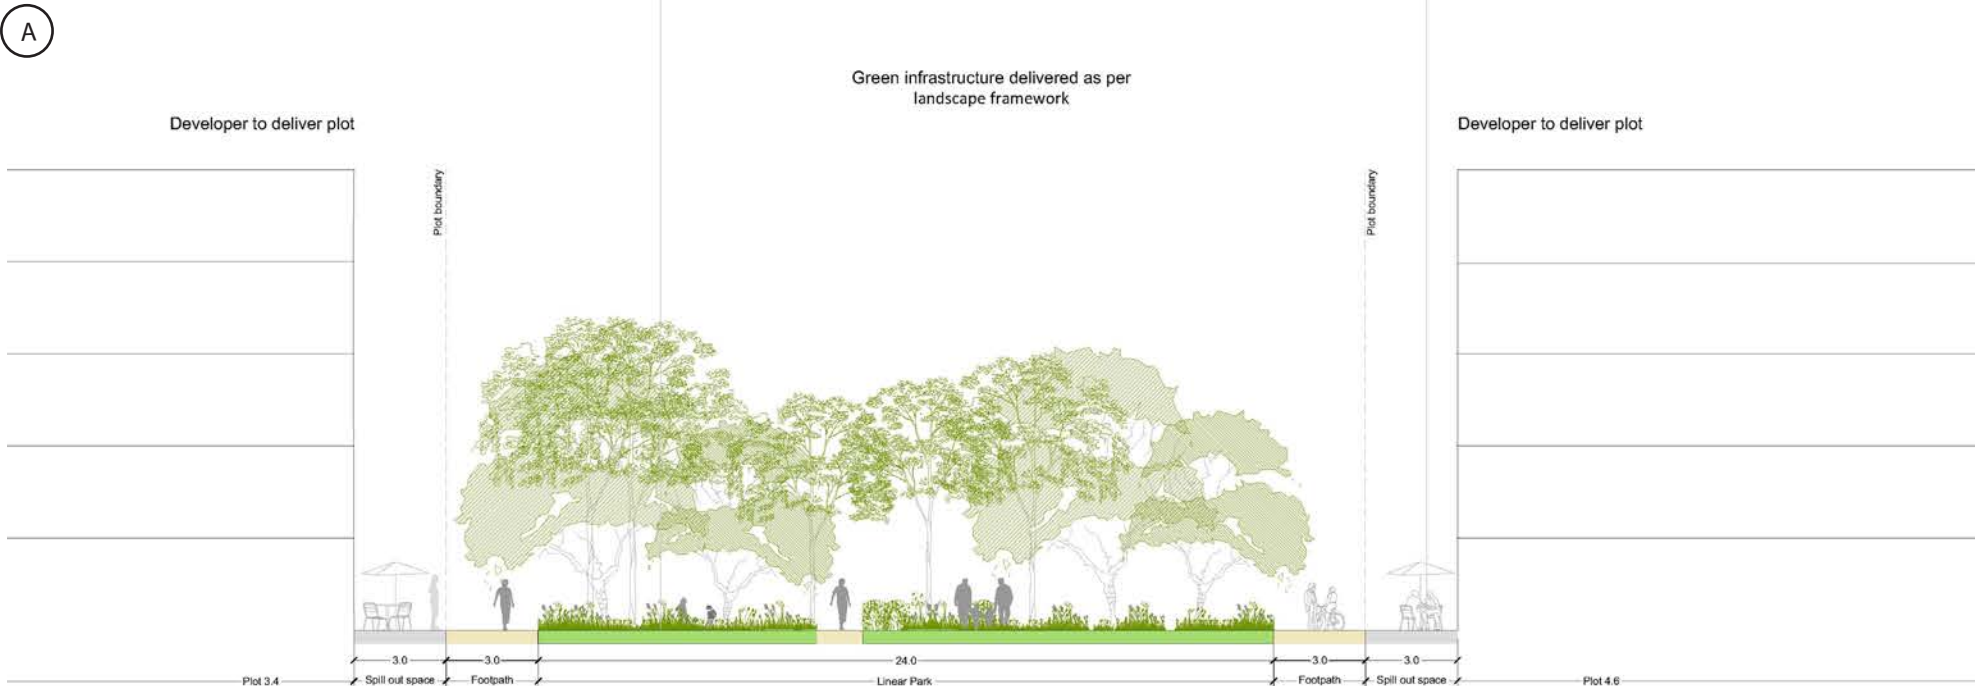 A
Green infrastructure delivered as per
landscape framework
Developer to deliver plot
Developer to deliver plot
Plot boundary
Plot boundary
3.0
3.0
24.0
3.0
3.0
Plot 3.4
Spill out space
Footpath
Linear Park
Footpath
Spill out space
Plot 4.6